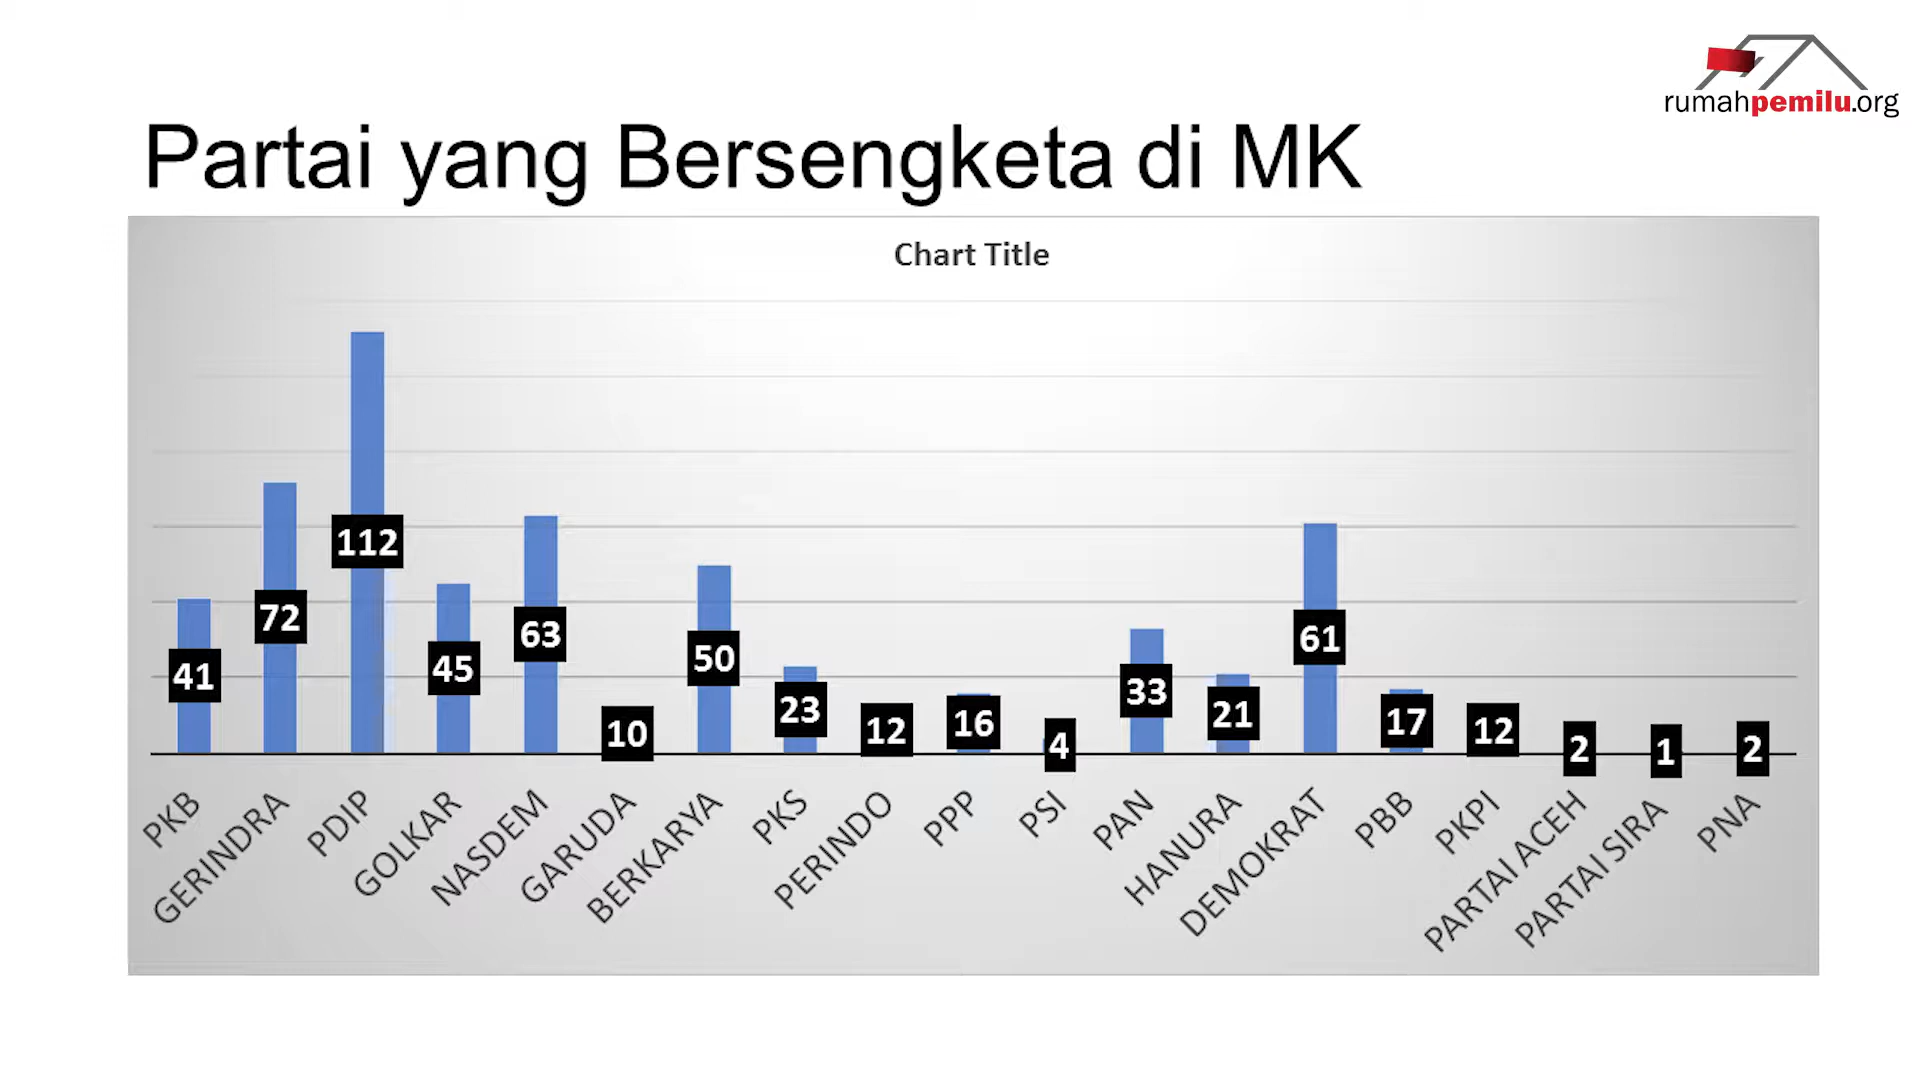 rumahpemilu.org
Partai yang Bersengketa di MK
Chart Title
41
72
112
45
63
10
50
23
12
16
4
33
21
61
17
12
2
1
2
PKB
GERINDRA
PDIP
GOLKAR
NASDEM
GARUDA
BERKARYA
PKS
PERINDO
PPP
PSI
PAN
HANURA
DEMOKRAT
PBB
PKPI
PARTAI ACEH
PARTAI SIRA
PNA